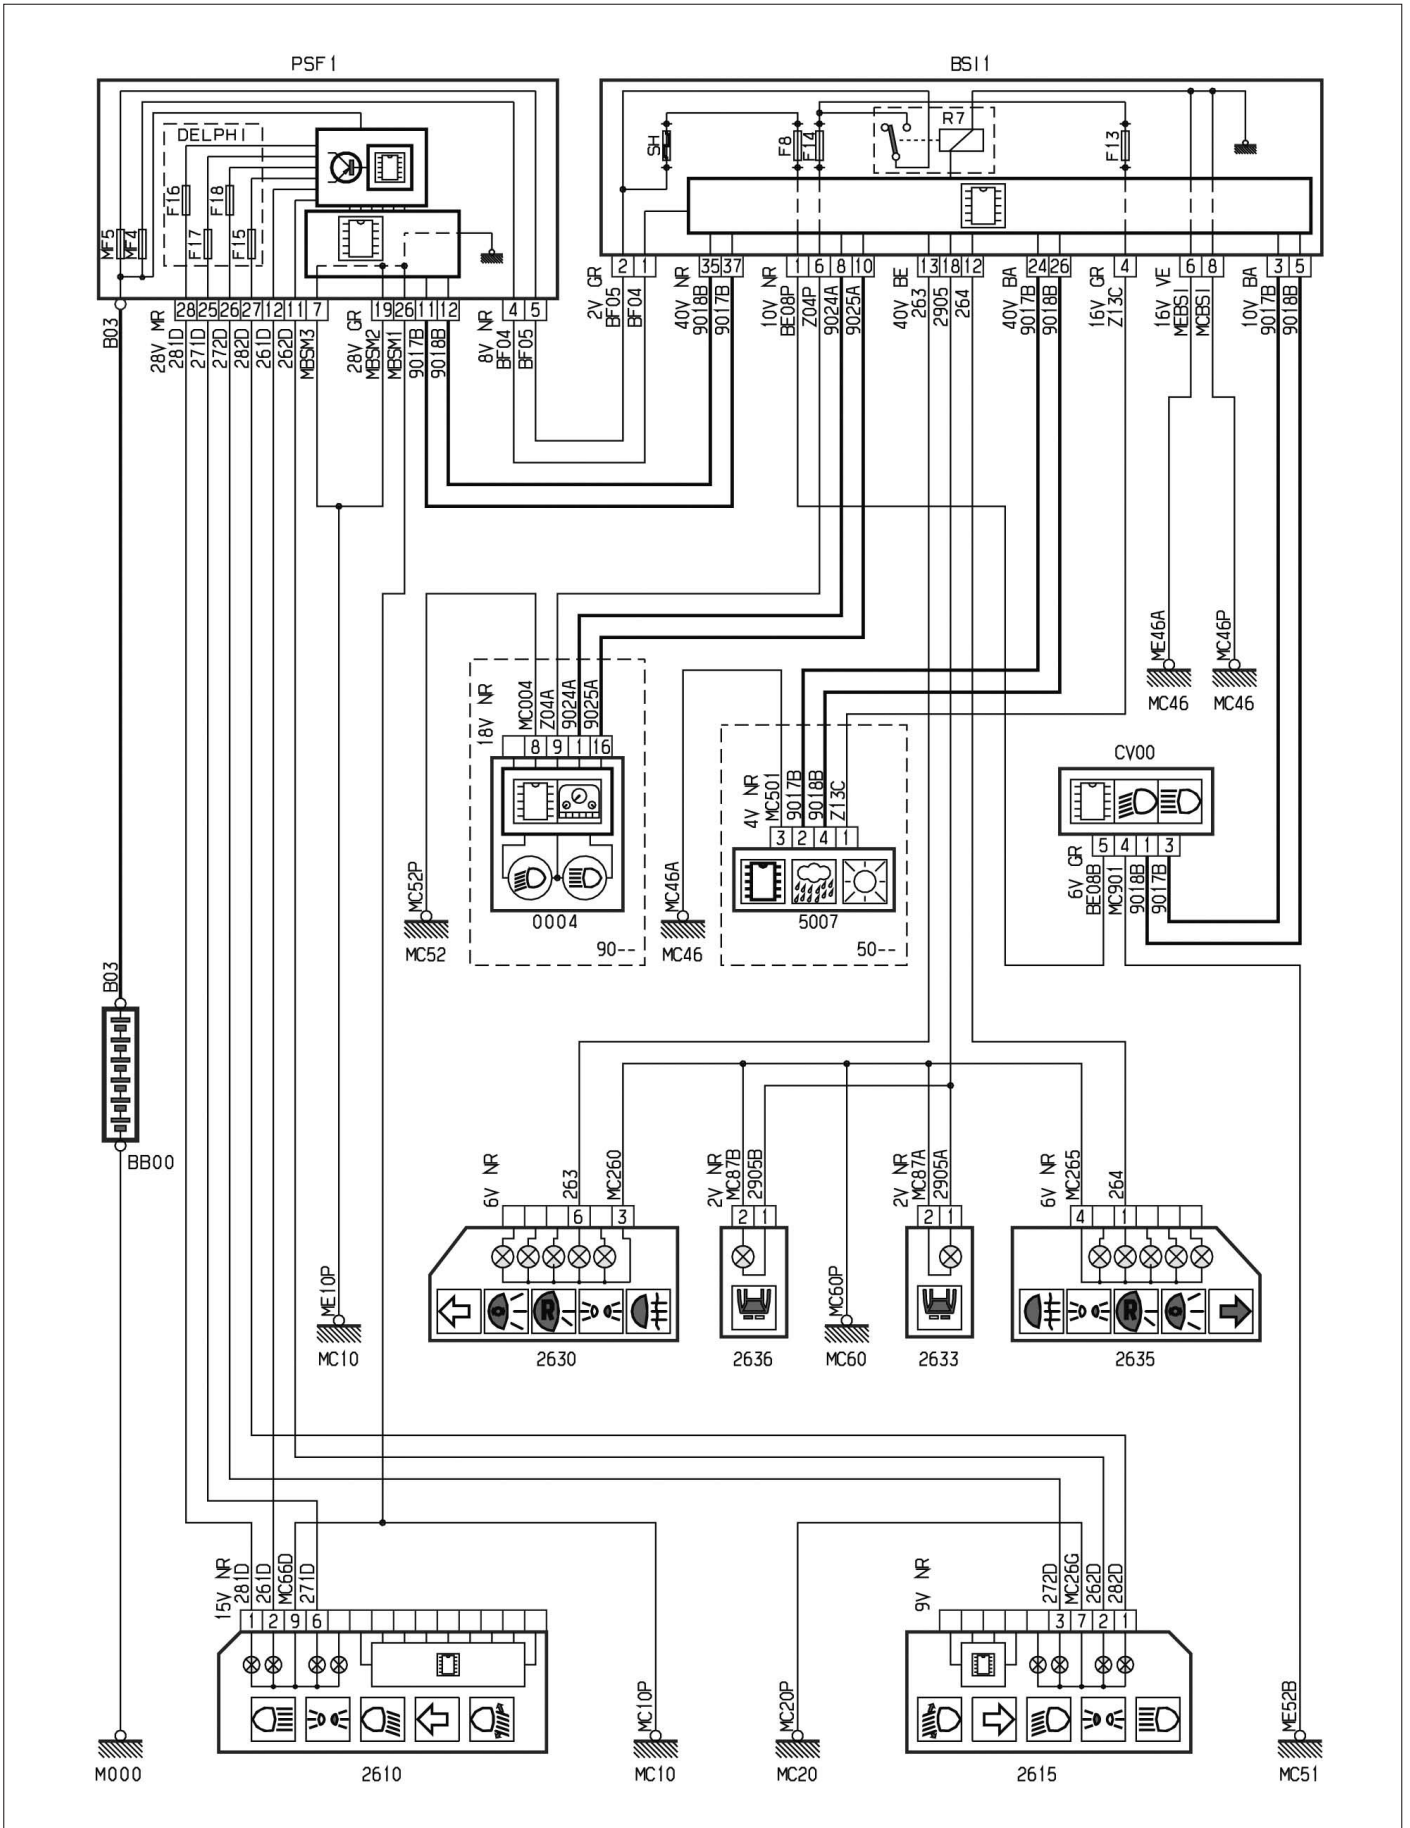 PSF1
BSI1
DELPHI
R7
SH
F8
F14
F13
F16
F18
F17
F15
MF5
MF4
28 25 26 27 12 11 7
19 26 11 12
4 5
2 1
35 37
1 6 8 10
13 18 12
24 26
4
6 8
3 5
B03
28V MR
281D
271D
272D
282D
261D
262D
MBSM3
28V GR
MBSM2
MBSM1
9017B
9018B
8V NR
BF04
BF05
2V GR
BF05
BF04
40V NR
9018B
9017B
10V NR
BE08P
Z04P
9024A
9025A
40V BE
263
2905
264
40V BA
9017B
9018B
16V GR
Z13C
16V VE
MEBSI
MCBSI
10V BA
9017B
9018B
ME46A
MC46P
MC46
MC46
18V NR
MC004
Z04A
9024A
9025A
8 9 1 16
0004
90--
MC52P
MC52
4V NR
MC501
9017B
9018B
Z13C
3 2 4 1
5007
50--
MC46A
MC46
CV00
5 4 1 3
6V GR
BE08B
MC901
9018B
9017B
B03
BB00
6V NR
263
MC260
6 3
R
2630
2V NR
MC87B
2905B
2 1
2636
MC60P
MC60
2V NR
MC87A
2905A
2 1
2633
6V NR
MC265
264
4 1
R
2635
ME10P
MC10
15V NR
281D
261D
MC66D
271D
1 2 9 6
2610
MC10P
MC10
MC20P
MC20
9V NR
272D
MC26G
262D
282D
3 7 2 1
2615
ME52B
MC51
M000